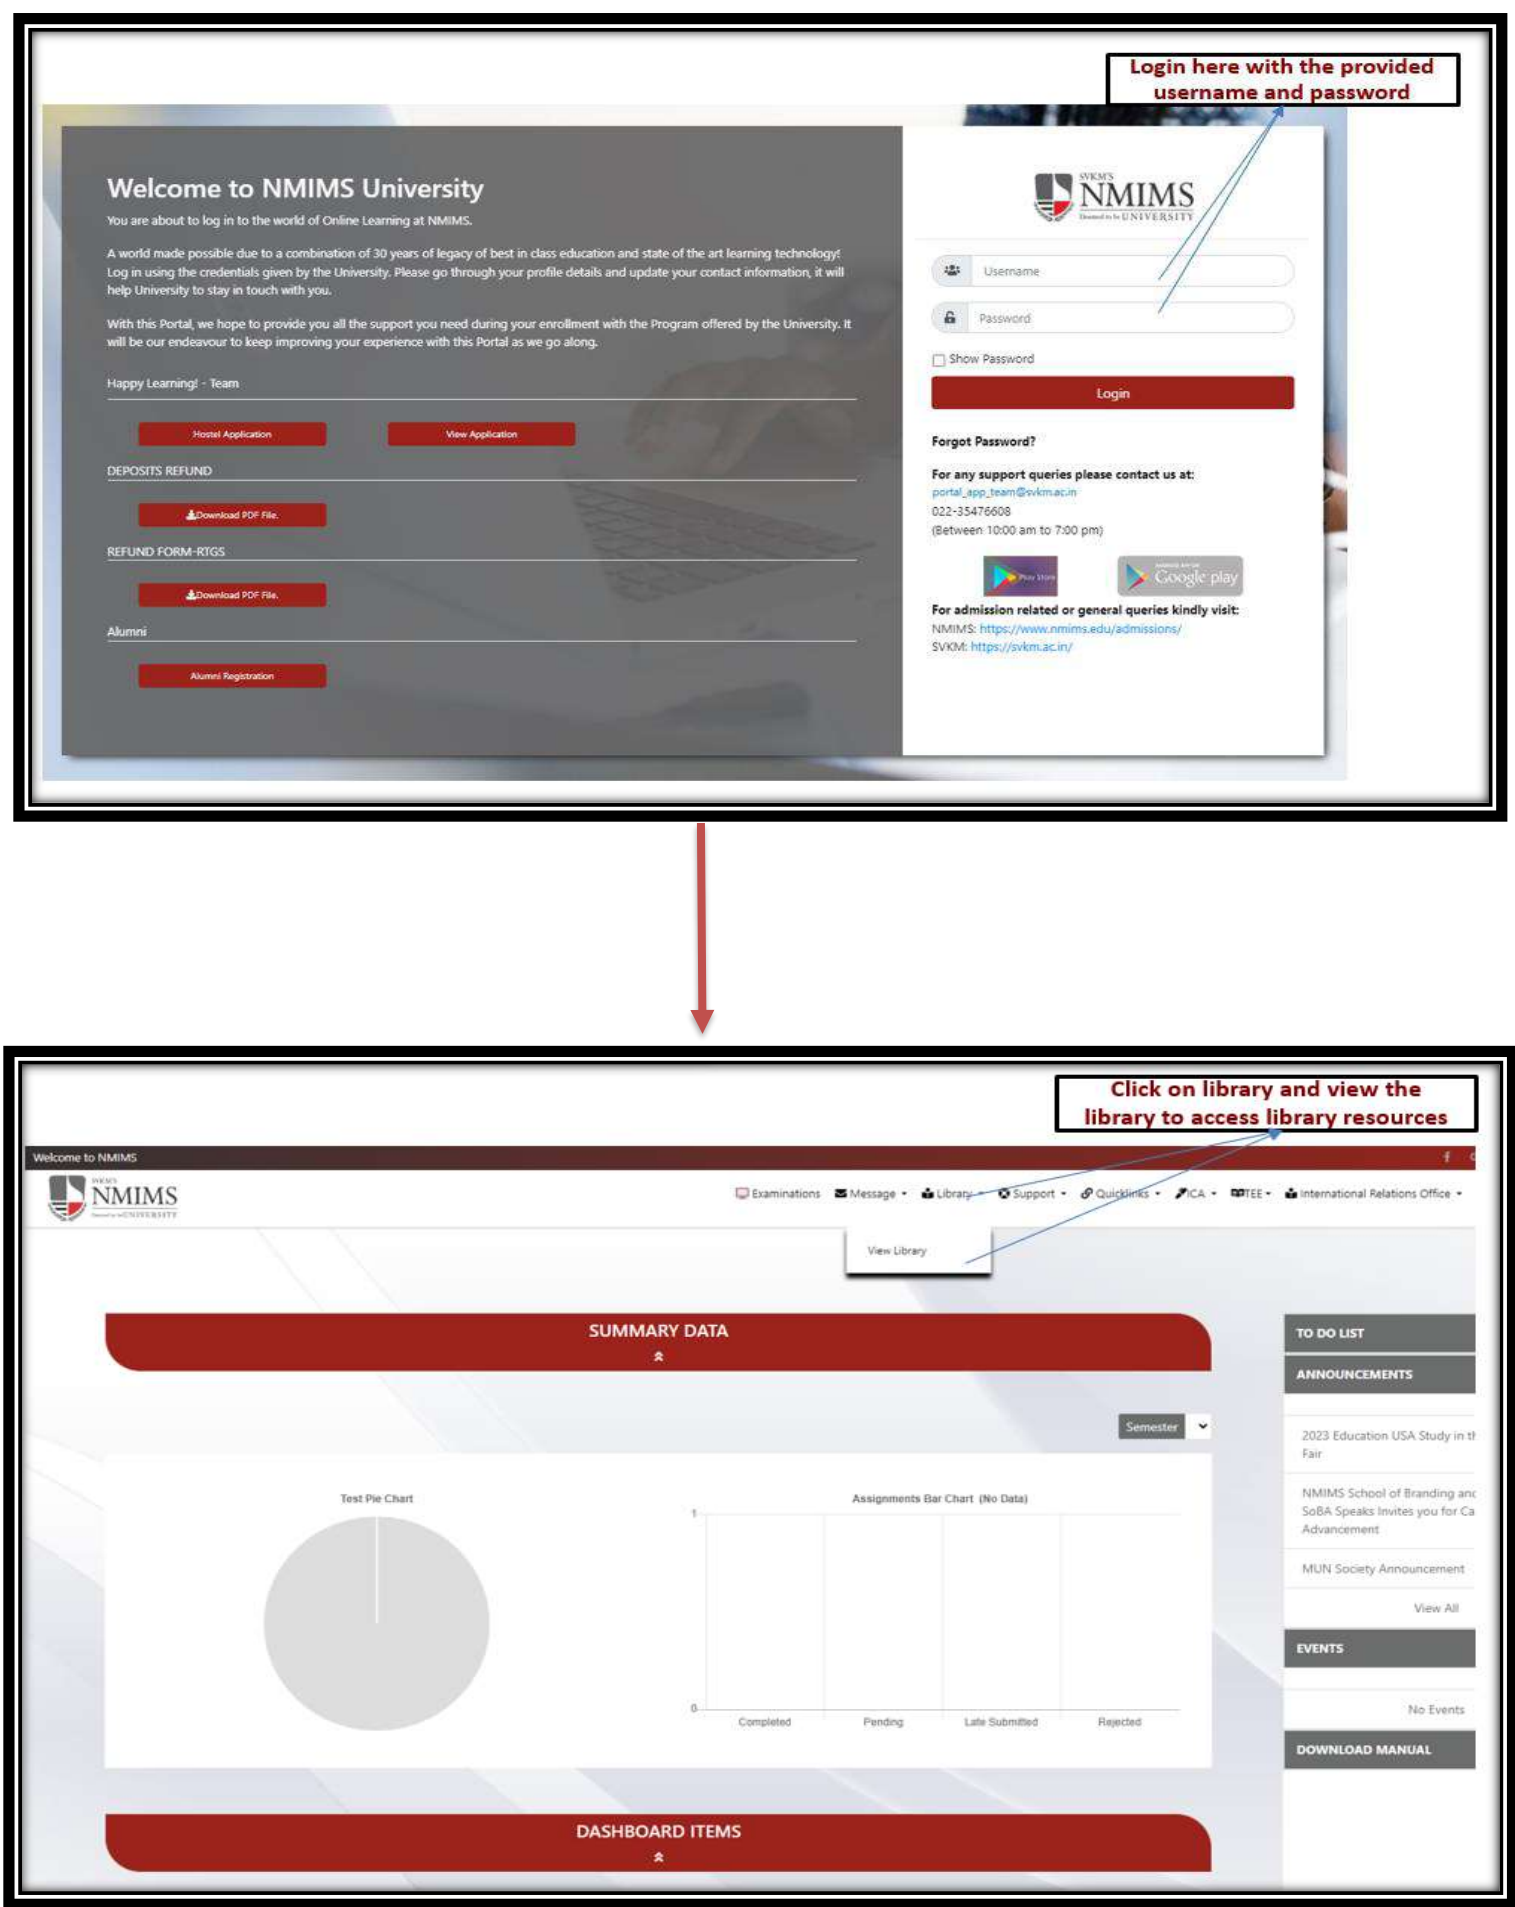 Login here with the provided
username and password
Welcome to NMIMS University
You are about to log in to the world of Online Learning at NMIMS.
A world made possible due to a combination of 30 years of legacy of best in class education and state of the art learning technology!
Log in using the credentials given by the University. Please go through your profile details and update your contact information, it will
help University to stay in touch with you.
With this Portal, we hope to provide you all the support you need during your enrollment with the Program offered by the University. It
will be our endeavour to keep improving your experience with this Portal as we go along.
Happy Learning! - Team
Hostel Application
View Application
DEPOSITS REFUND
Download PDF File.
REFUND FORM-RTGS
Download PDF File.
Alumni
Alumni Registration
SVKM'S
NMIMS
Deemed to be UNIVERSITY
Username
Password
Show Password
Login
Forgot Password?
For any support queries please contact us at:
portal_app_team@svkm.ac.in
022-35476608
(Between 10:00 am to 7:00 pm)
Play Store
Google play
For admission related or general queries kindly visit:
NMIMS: https://www.nmims.edu/admissions/
SVKM: https://svkm.ac.in/
Click on library and view the
library to access library resources
Welcome to NMIMS
SVKM'S
NMIMS
Deemed to be UNIVERSITY
Examinations Message Library Support Quicklinks ICA TEE International Relations Office
View Library
SUMMARY DATA
Semester
Test Pie Chart
Assignments Bar Chart (No Data)
1
0
Completed Pending Late Submitted Rejected
TO DO LIST
ANNOUNCEMENTS
2023 Education USA Study in th
Fair
NMIMS School of Branding and
SoBA Speaks Invites you for Ca
Advancement
MUN Society Announcement
View All
EVENTS
No Events
DOWNLOAD MANUAL
DASHBOARD ITEMS